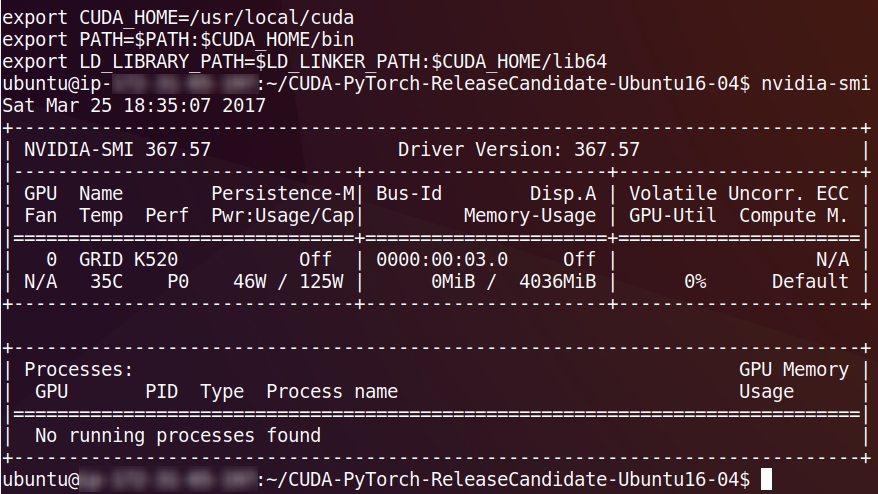 export CUDA_HOME=/usr/local/cuda
export PATH=$PATH:$CUDA_HOME/bin
export LD_LIBRARY_PATH=$LD_LINKER_PATH:$CUDA_HOME/lib64
ubuntu@ip- :~/CUDA-PyTorch-ReleaseCandidate-Ubuntu16-04$ nvidia-smi
Sat Mar 25 18:35:07 2017
+-----------------------------------------------------------------------------+
| NVIDIA-SMI 367.57                 Driver Version: 367.57                    |
|-------------------------------+----------------------+----------------------+
| GPU  Name        Persistence-M| Bus-Id        Disp.A | Volatile Uncorr. ECC |
| Fan  Temp  Perf  Pwr:Usage/Cap|         Memory-Usage | GPU-Util  Compute M. |
|===============================+======================+======================|
|   0  GRID K520           Off  | 0000:00:03.0     Off |                  N/A |
| N/A   35C    P0    46W / 125W |      0MiB /  4036MiB |      0%      Default |
+-------------------------------+----------------------+----------------------+
+-----------------------------------------------------------------------------+
| Processes:                                                       GPU Memory |
|  GPU       PID  Type  Process name                               Usage      |
|=============================================================================|
|  No running processes found                                                 |
+-----------------------------------------------------------------------------+
ubuntu@ :~/CUDA-PyTorch-ReleaseCandidate-Ubuntu16-04$